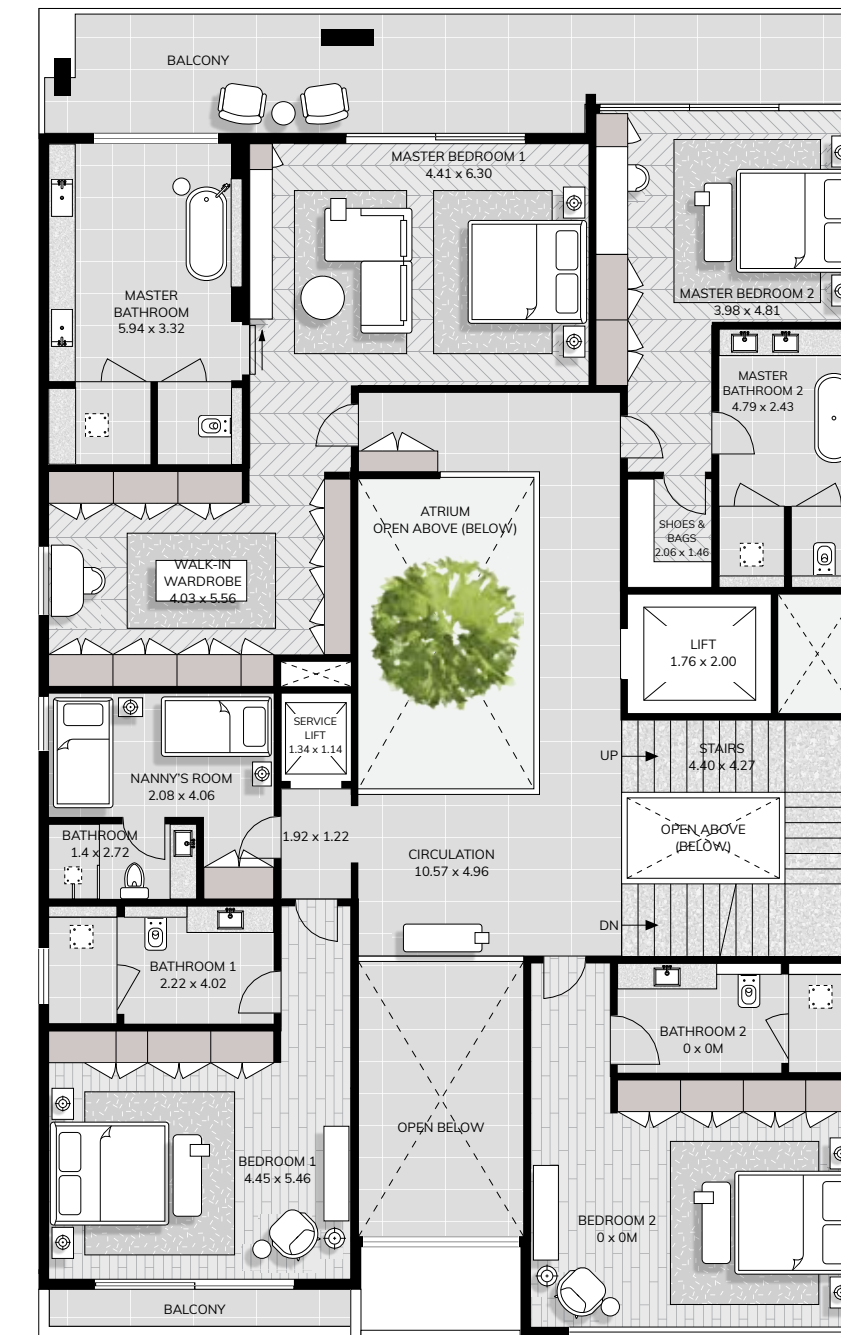 BALCONY
MASTER BEDROOM 1
4.41 x 6.30
MASTER
BATHROOM
5.94 x 3.32
MASTER BEDROOM 2
3.98 x 4.81
MASTER
BATHROOM 2
4.79 x 2.43
ATRIUM
OPEN ABOVE (BELOW)
SHOES &
BAGS
2.06 x 1.46
WALK-IN
WARDROBE
4.03 x 5.56
LIFT
1.76 x 2.00
SERVICE
LIFT
1.34 x 1.14
UP
STAIRS
4.40 x 4.27
NANNY'S ROOM
2.08 x 4.06
BATHROOM
1.4 x 2.72
1.92 x 1.22
OPEN ABOVE
(BELOW)
CIRCULATION
10.57 x 4.96
DN
BATHROOM 1
2.22 x 4.02
BATHROOM 2
0 x 0M
OPEN BELOW
BEDROOM 1
4.45 x 5.46
BEDROOM 2
0 x 0M
BALCONY